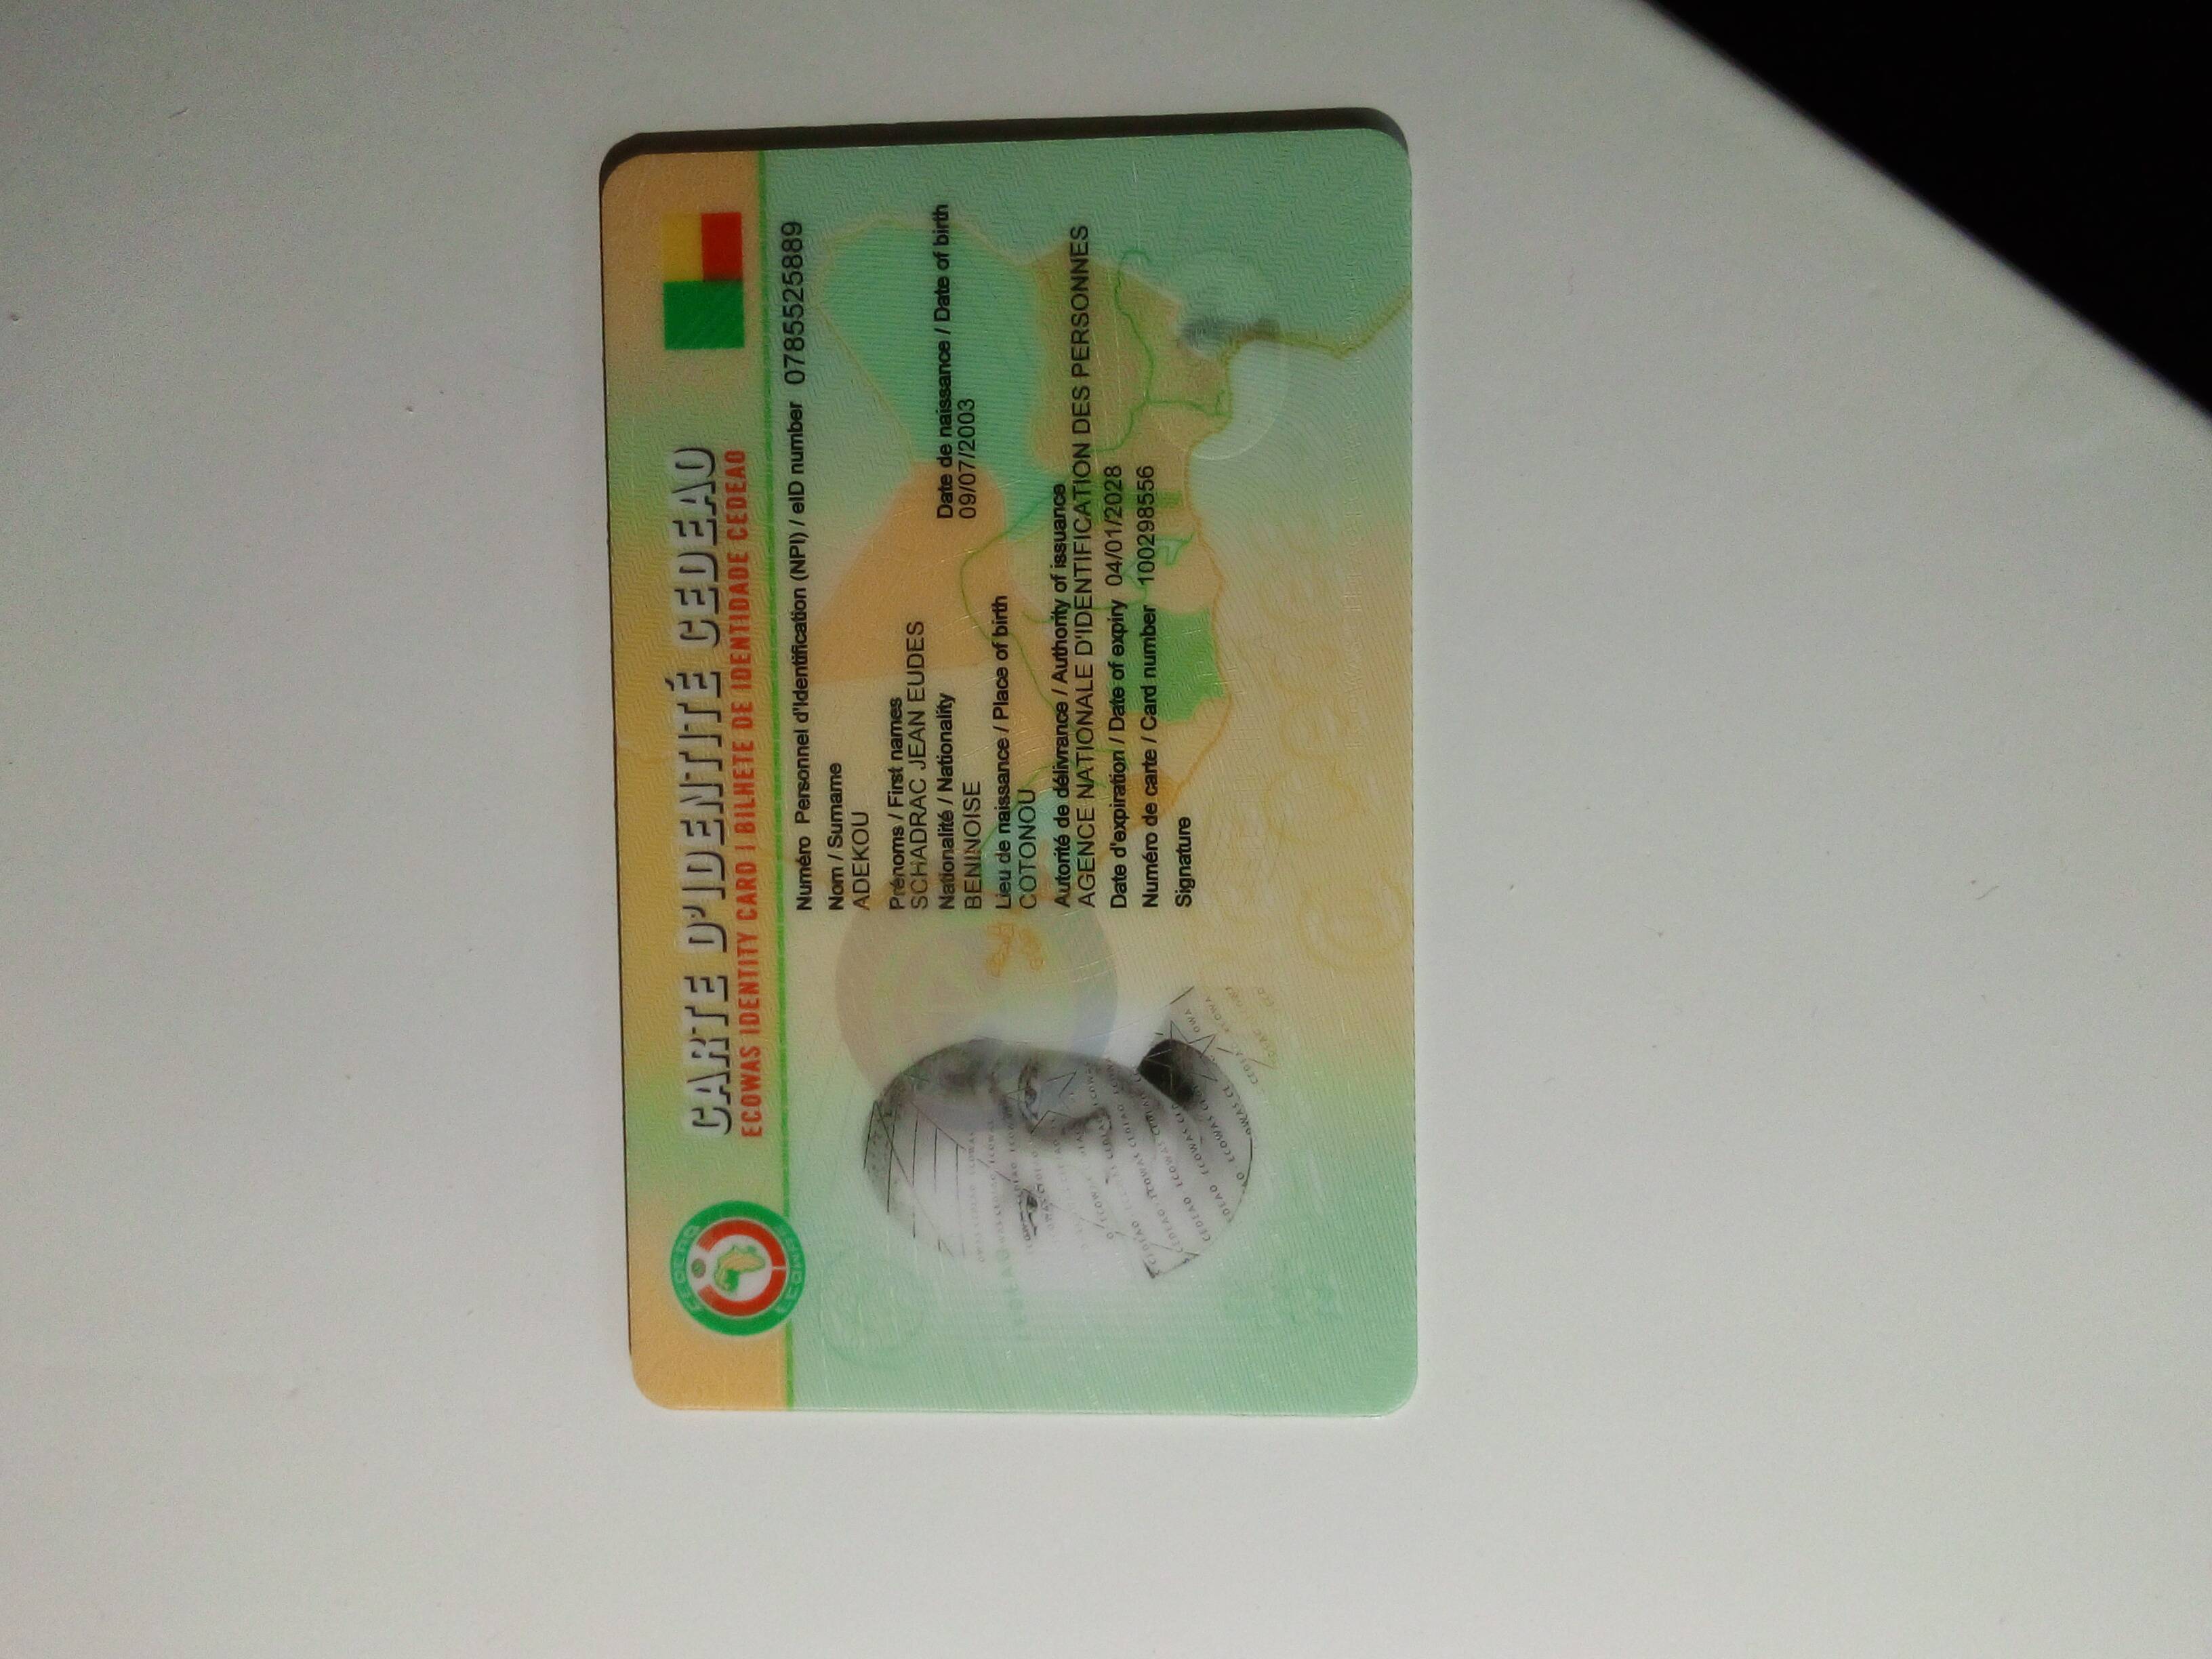 CARTE D'IDENTITÉ CEDEAO
ECOWAS IDENTITY CARD | BILHETE DE IDENTIDADE CEDEAO
Numéro Personnel d'Identification (NPI) / eID number 0785525889
Nom / Surname
ADEKOU
Prénoms / First names
SCHADRAC JEAN EUDES
Nationalité / Nationality Date de naissance / Date of birth
BENINOISE 09/07/2003
Lieu de naissance / Place of birth
COTONOU
Autorité de délivrance / Authority of issuance
AGENCE NATIONALE D'IDENTIFICATION DES PERSONNES
Date d'expiration / Date of expiry 04/01/2028
Numéro de carte / Card number 100298556
Signature